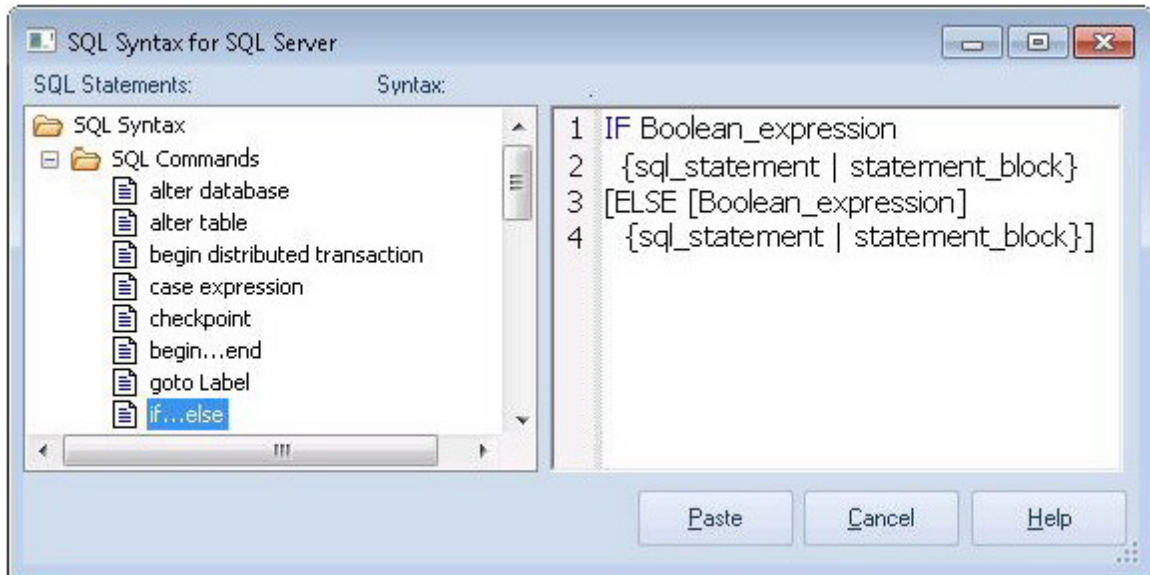 SQL Syntax for SQL Server
SQL Statements:
Syntax:
SQL Syntax
SQL Commands
alter database
alter table
begin distributed transaction
case expression
checkpoint
begin...end
goto Label
if...else
1 IF Boolean_expression
2 {sql_statement | statement_block}
3 [ELSE [Boolean_expression]
4 {sql_statement | statement_block}]
Paste
Cancel
Help